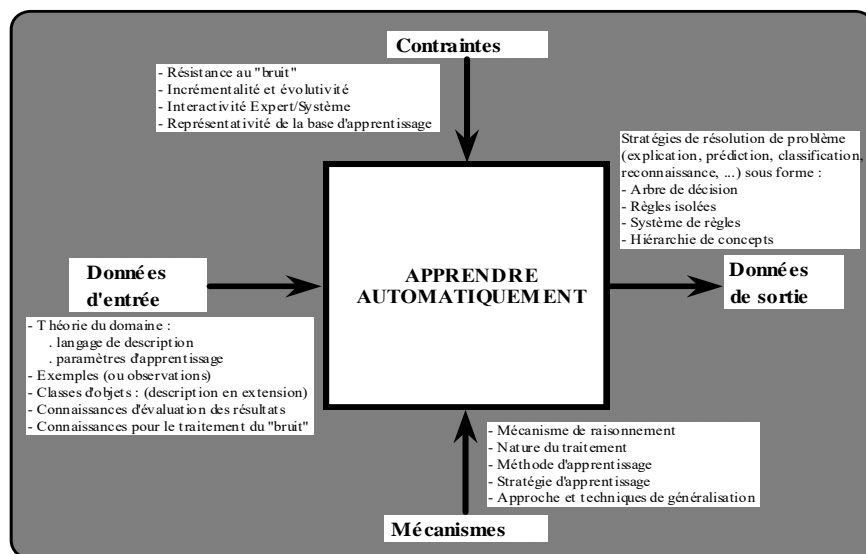 Contraintes
- Résistance au "bruit"
- Incrémentalité et évolutivité
- Interactivité Expert/Système
- Représentativité de la base d'apprentissage
Stratégies de résolution de problème
(explication, prédiction, classification,
reconnaissance, ...) sous forme :
- Arbre de décision
- Règles isolées
- Système de règles
- Hiérarchie de concepts
Données
d'entrée
APPRENDRE
AUTOMATIQUEMENT
Données
de sortie
- Théorie du domaine :
. langage de description
. paramètres d'apprentissage
- Exemples (ou observations)
- Classes d'objets : (description en extension)
- Connaissances d'évaluation des résultats
- Connaissances pour le traitement du "bruit"
- Mécanisme de raisonnement
- Nature du traitement
- Méthode d'apprentissage
- Stratégie d'apprentissage
- Approche et techniques de généralisation
Mécanismes